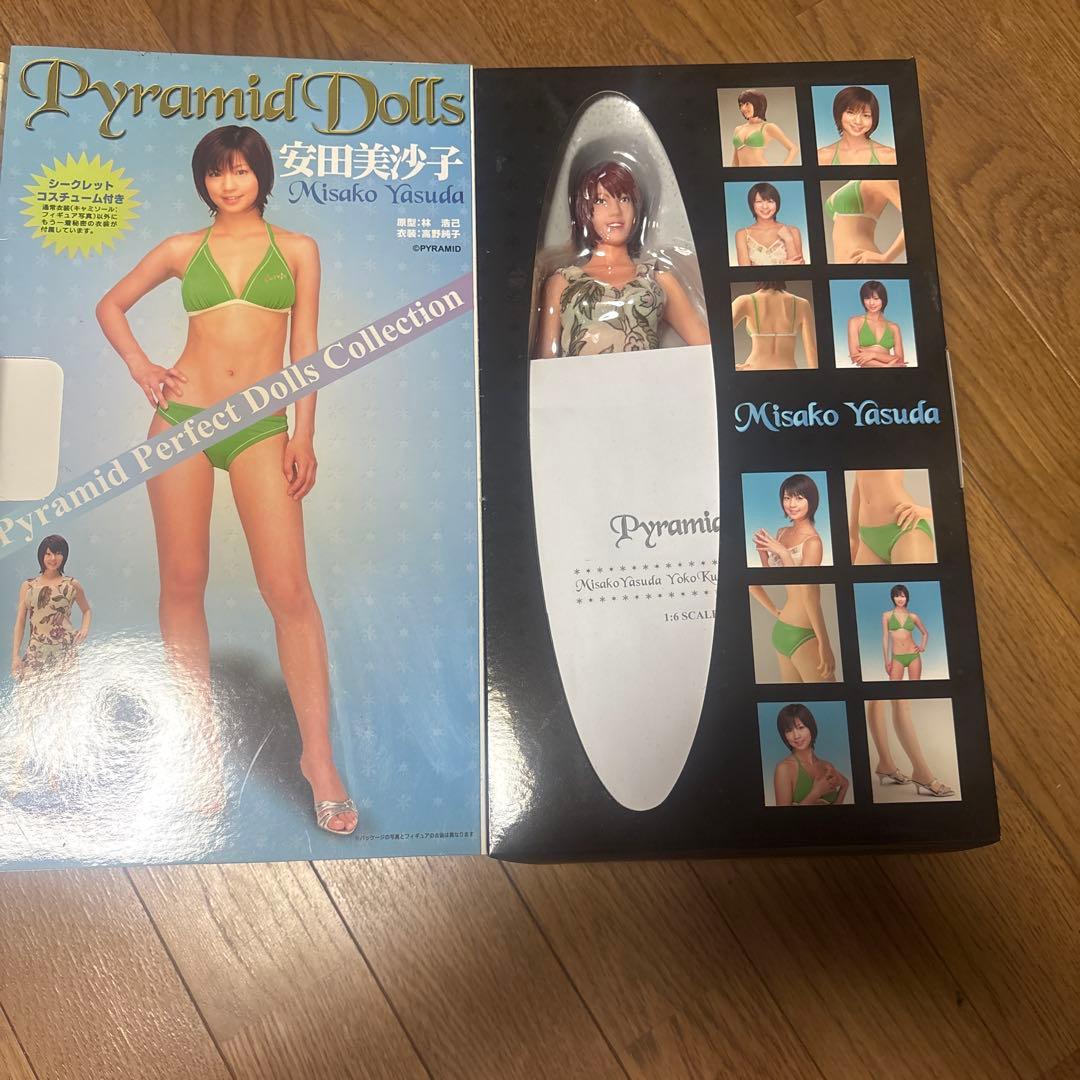 Pyramid Dolls
安田美沙子
Misako Yasuda
シークレット
コスチューム付き
通常衣装(キャミソール:
フィギュア写真)以外に
もう一着秘密の衣装が
付属しています。
原型:林 浩己
衣装:高野純子
©PYRAMID
Pyramid Perfect Dolls Collection
※パッケージの写真とフィギュアの衣装は異なります
Misako Yasuda
Pyramid
Misako Yasuda Yoko Ku
1:6 SCALE